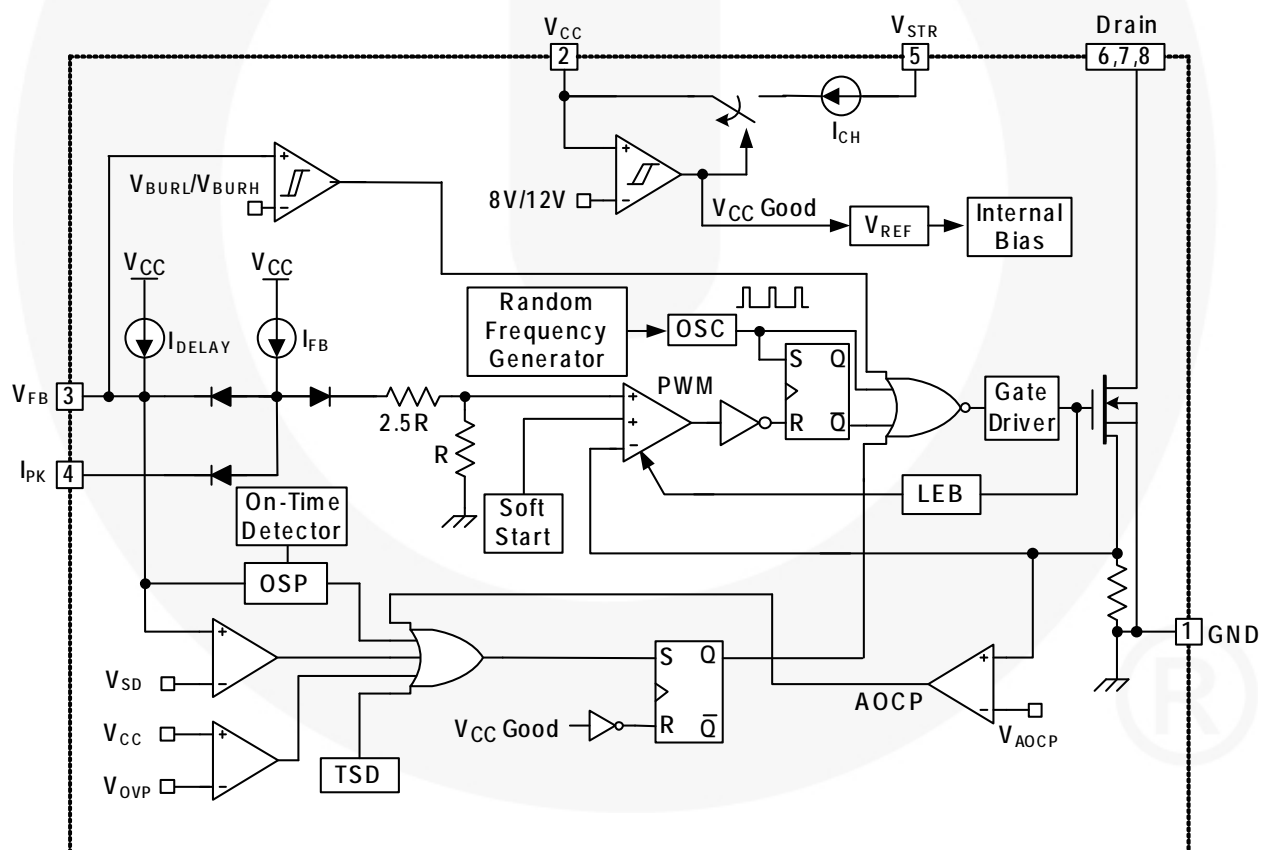 VCC
VSTR
Drain
2
5
6,7,8
ICH
+
-
VBURL/VBURH
+
-
8V/12V
VCC Good
VREF
Internal
Bias
VCC
VCC
IDELAY
IFB
Random
Frequency
Generator
OSC
S
Q
R
Q
PWM
+
+
-
Gate
Driver
VFB
3
2.5R
R
IPK
4
On-Time
Detector
Soft
Start
LEB
OSP
+
-
VSD
S
Q
R
Q
1
GND
AOCP
+
-
VAOCP
VCC Good
VCC
+
VOVP
-
TSD
®